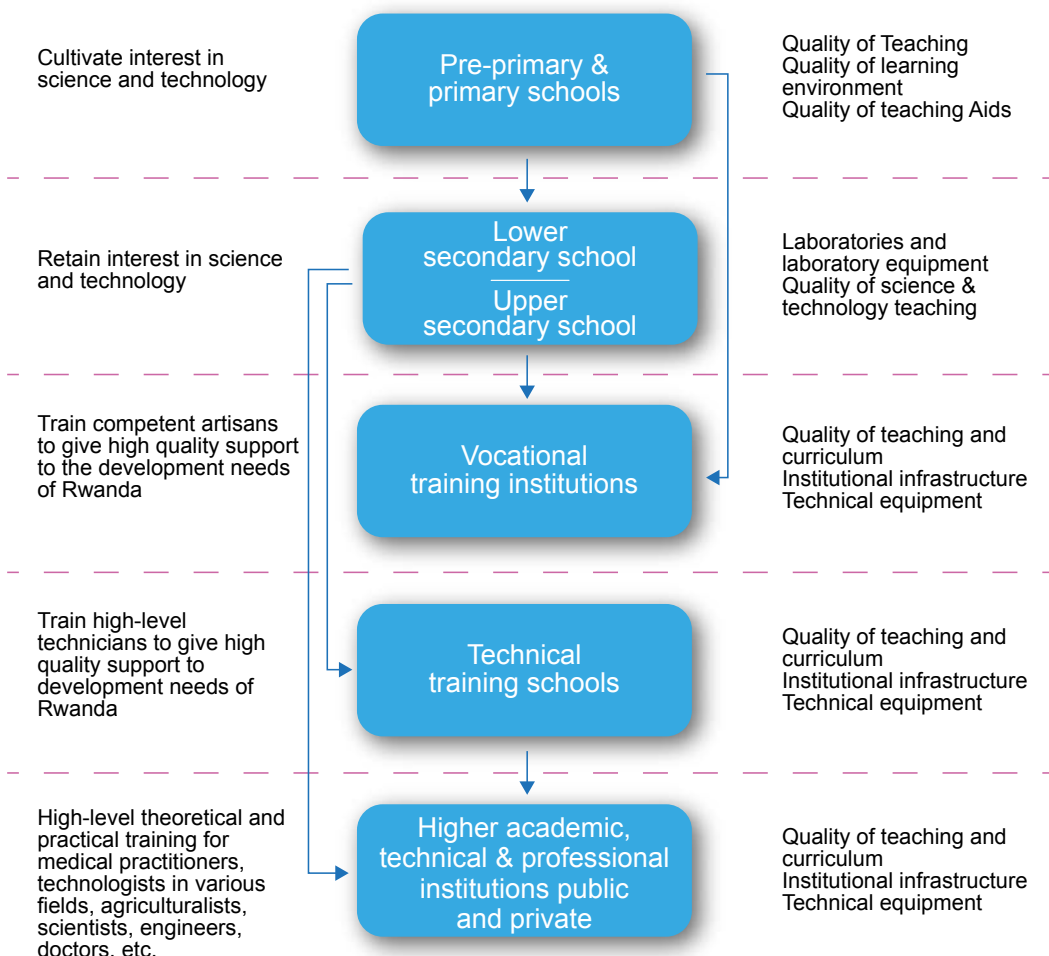 Cultivate interest in
science and technology
Pre-primary &
primary schools
Quality of Teaching
Quality of learning
environment
Quality of teaching Aids
Retain interest in science
and technology
Lower
secondary school
Upper
secondary school
Laboratories and
laboratory equipment
Quality of science &
technology teaching
Train competent artisans
to give high quality support
to the development needs
of Rwanda
Vocational
training institutions
Quality of teaching and
curriculum
Institutional infrastructure
Technical equipment
Train high-level
technicians to give high
quality support to
development needs of
Rwanda
Technical
training schools
Quality of teaching and
curriculum
Institutional infrastructure
Technical equipment
High-level theoretical and
practical training for
medical practitioners,
technologists in various
fields, agriculturalists,
scientists, engineers,
doctors, etc.
Higher academic,
technical & professional
institutions public
and private
Quality of teaching and
curriculum
Institutional infrastructure
Technical equipment